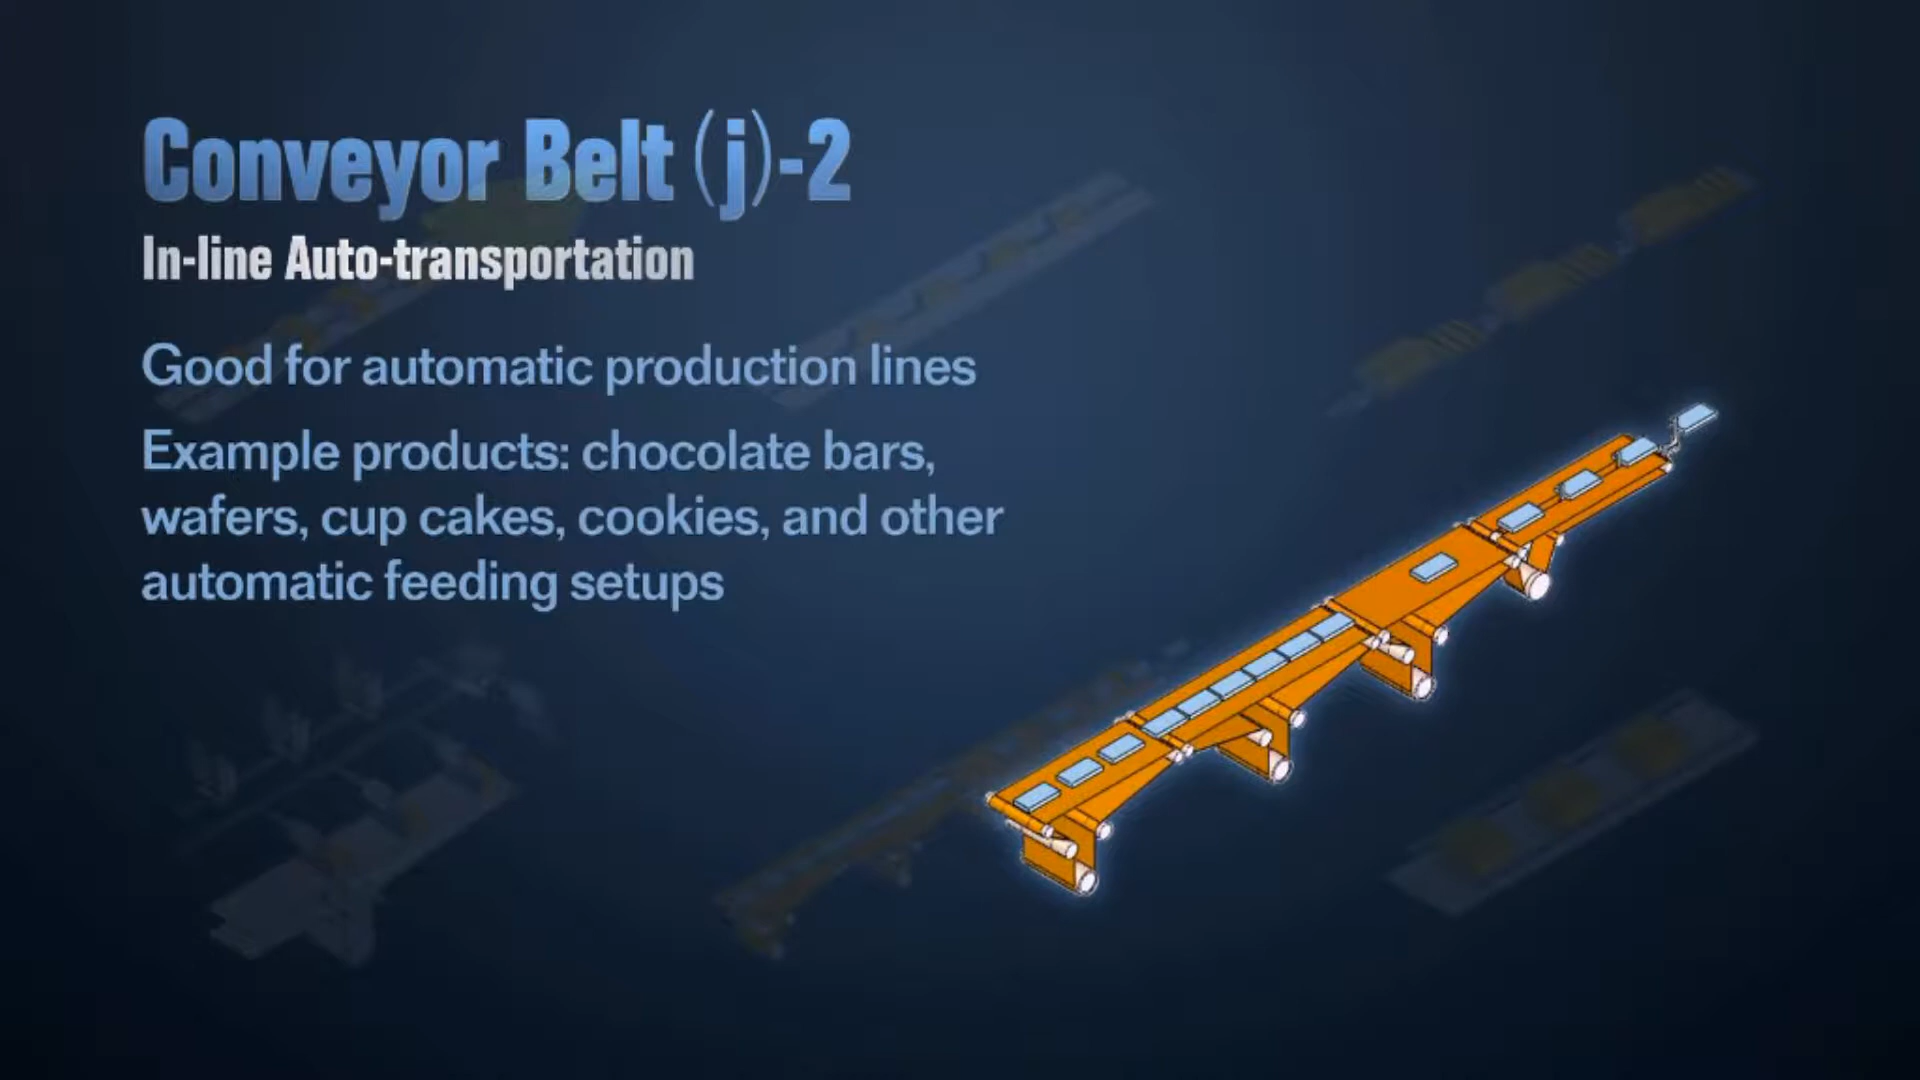 Conveyor Belt (j)-2
In-line Auto-transportation
Good for automatic production lines
Example products: chocolate bars,
wafers, cup cakes, cookies, and other
automatic feeding setups